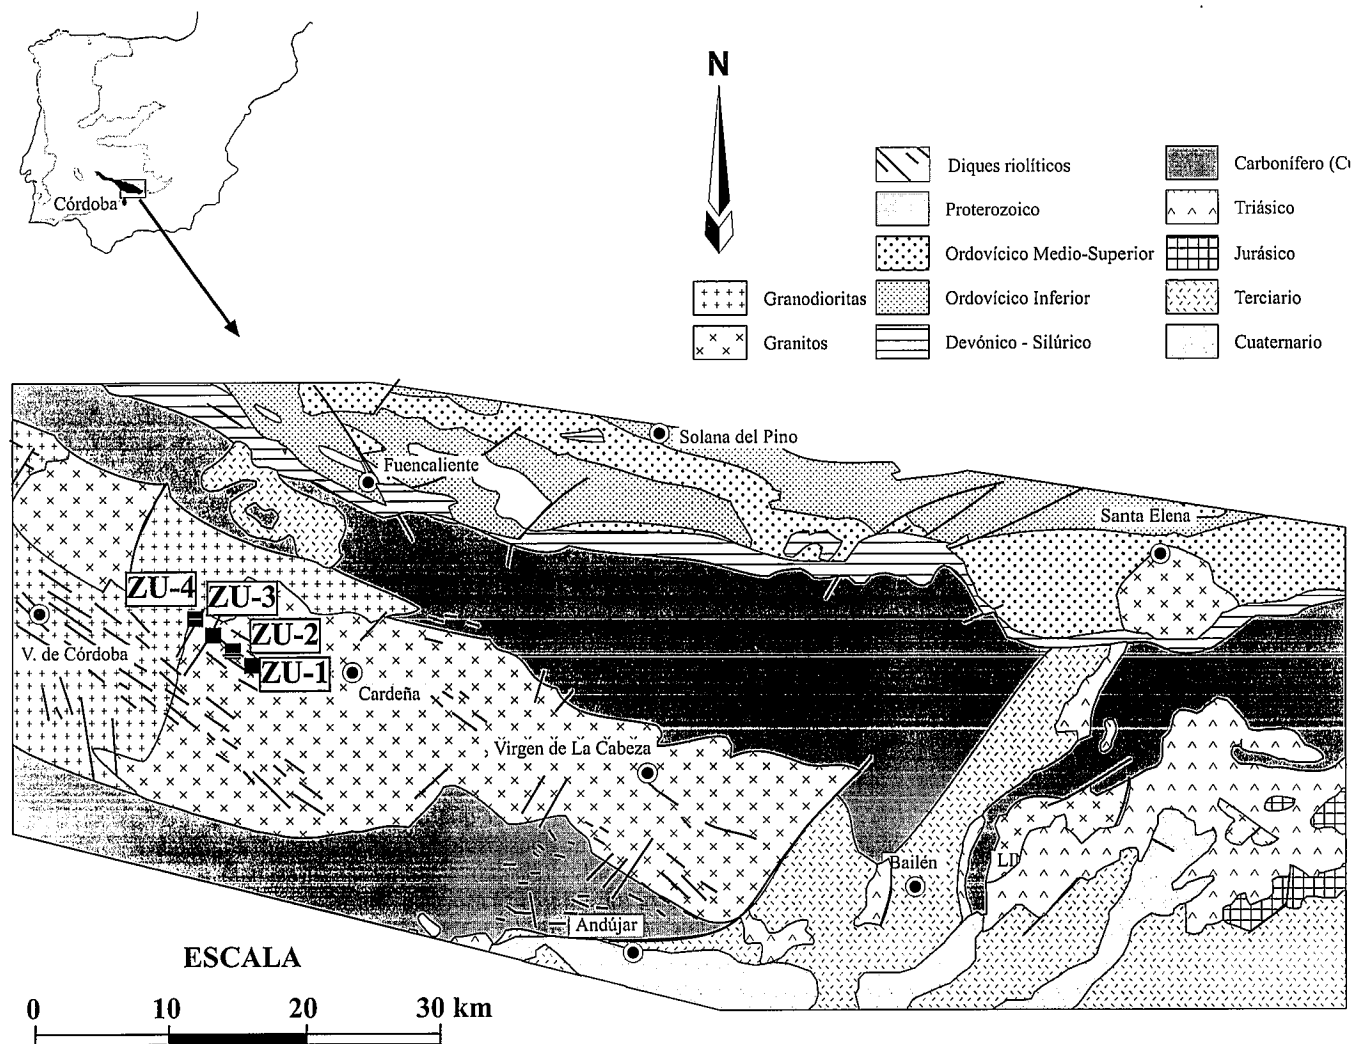 Córdoba
N
Diques riolíticos
Proterozoico
Ordovícico Medio-Superior
Ordovícico Inferior
Devónico - Silúrico
Granodioritas
Granitos
Carbonífero
Triásico
Jurásico
Terciario
Cuaternario
Solana del Pino
Fuencaliente
Santa Elena
ZU-4
ZU-3
ZU-2
ZU-1
V. de Córdoba
Cardeña
Virgen de La Cabeza
Bailén
Andújar
ESCALA
0 10 20 30 km